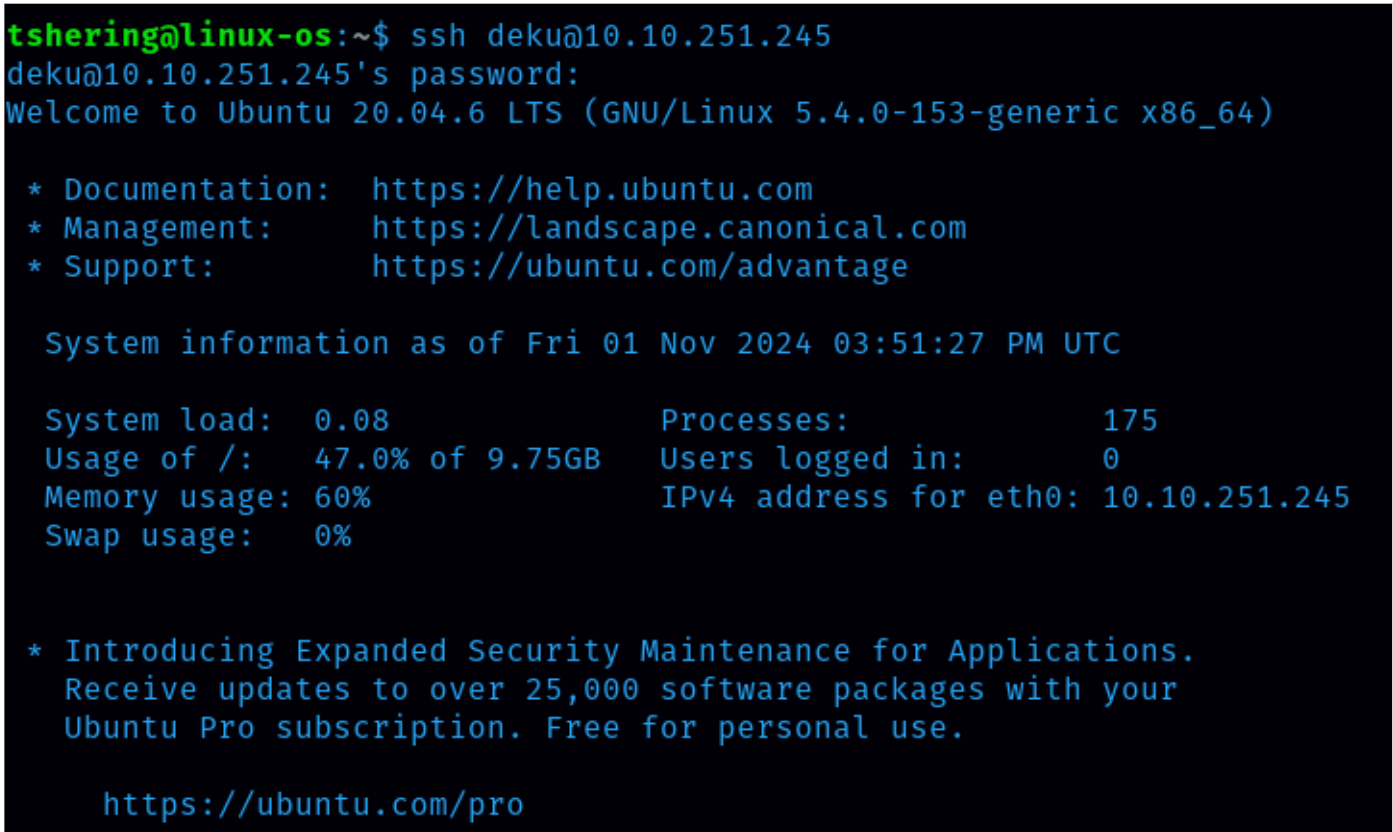 tshering@linux-os:~$ ssh deku@10.10.251.245
deku@10.10.251.245's password:
Welcome to Ubuntu 20.04.6 LTS (GNU/Linux 5.4.0-153-generic x86_64)
* Documentation:  https://help.ubuntu.com
* Management:     https://landscape.canonical.com
* Support:        https://ubuntu.com/advantage
System information as of Fri 01 Nov 2024 03:51:27 PM UTC
System load:  0.08              Processes:             175
Usage of /:   47.0% of 9.75GB   Users logged in:       0
Memory usage: 60%               IPv4 address for eth0: 10.10.251.245
Swap usage:   0%
* Introducing Expanded Security Maintenance for Applications.
Receive updates to over 25,000 software packages with your
Ubuntu Pro subscription. Free for personal use.
https://ubuntu.com/pro